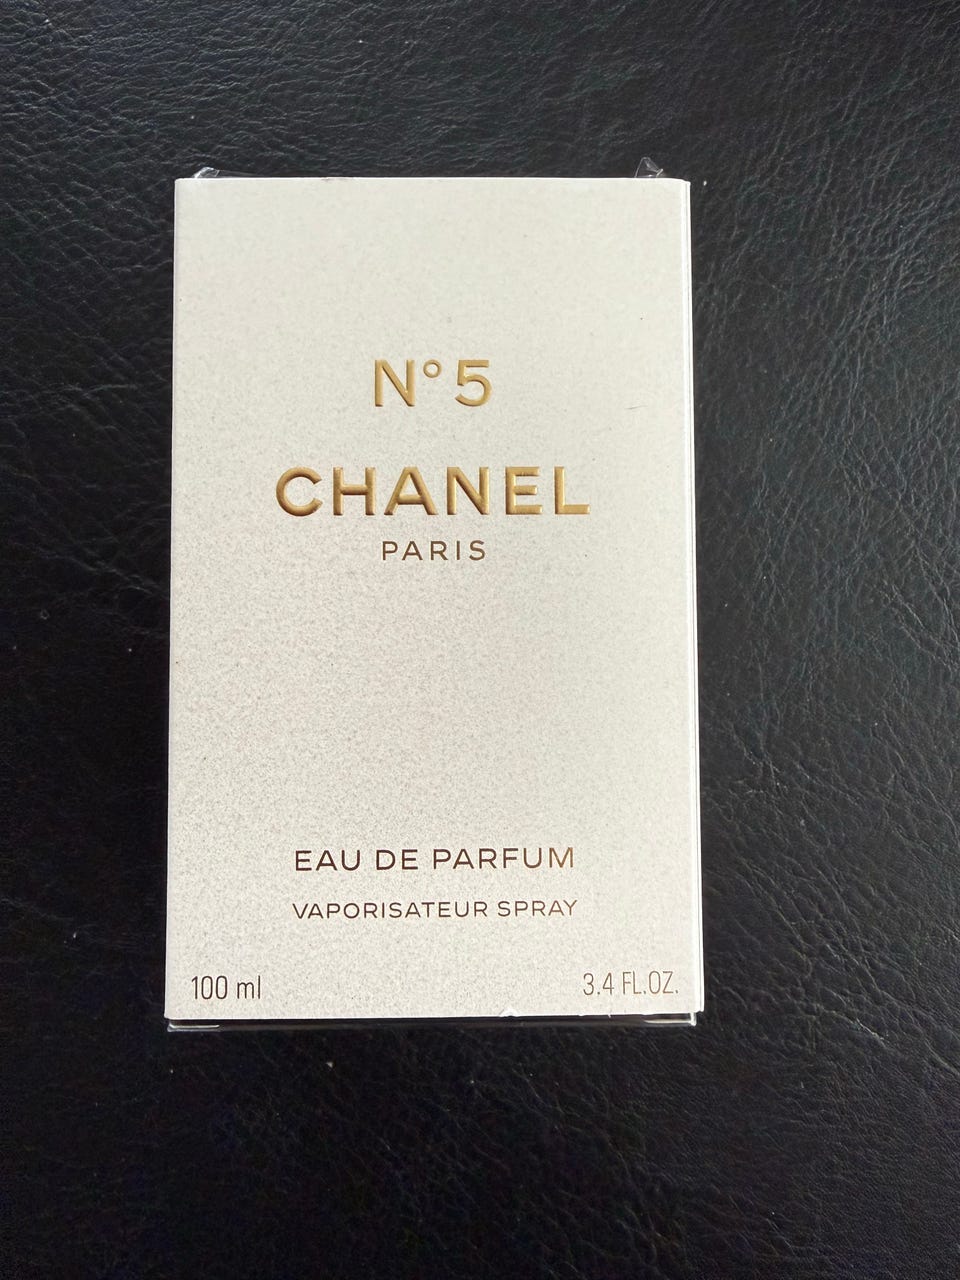 N°5
CHANEL
PARIS
EAU DE PARFUM
VAPORISATEUR SPRAY
100 ml 3.4 FL.OZ.